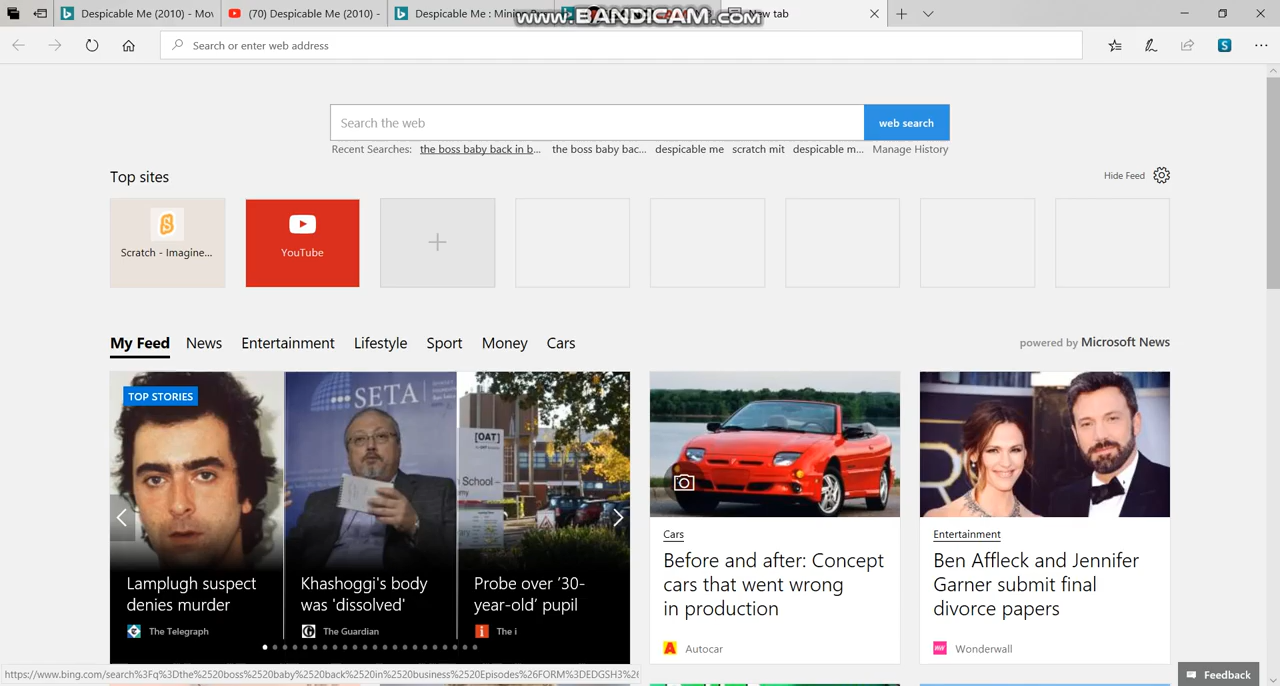 Despicable Me (2010) - Mov
(70) Despicable Me (2010) -
Despicable Me : Minion
www.BANDICAM.com
tab
Search or enter web address
Search the web
web search
Recent Searches: the boss baby back in b... the boss baby bac... despicable me scratch mit despicable m... Manage History
Top sites
Hide Feed
Scratch - Imagine...
YouTube
My Feed News Entertainment Lifestyle Sport Money Cars
powered by Microsoft News
TOP STORIES
SETA
[OAT]
School
Lamplugh suspect
denies murder
The Telegraph
Khashoggi's body
was 'dissolved'
The Guardian
Probe over '30-
year-old' pupil
The i
Cars
Before and after: Concept
cars that went wrong
in production
Autocar
Entertainment
Ben Affleck and Jennifer
Garner submit final
divorce papers
Wonderwall
https://www.bing.com/search%3Fq%3Dthe%2520boss%2520baby%2520back%2520in%2520business%2520Episodes%26FORM%3DEDGSH3%26
Feedback